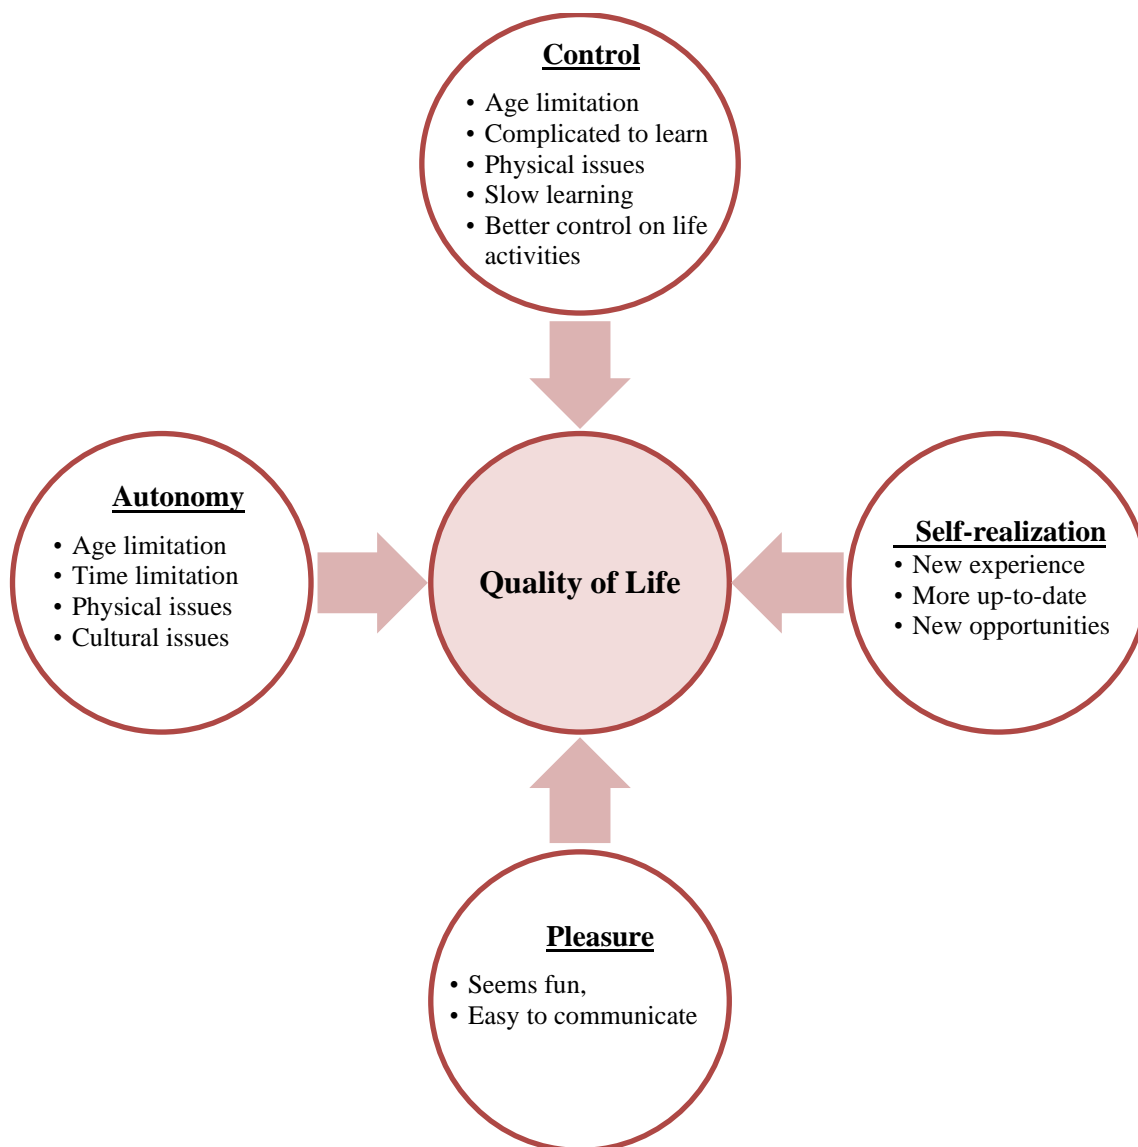 Control
• Age limitation
• Complicated to learn
• Physical issues
• Slow learning
• Better control on life
activities
Autonomy
• Age limitation
• Time limitation
• Physical issues
• Cultural issues
Quality of Life
Self-realization
• New experience
• More up-to-date
• New opportunities
Pleasure
• Seems fun,
• Easy to communicate